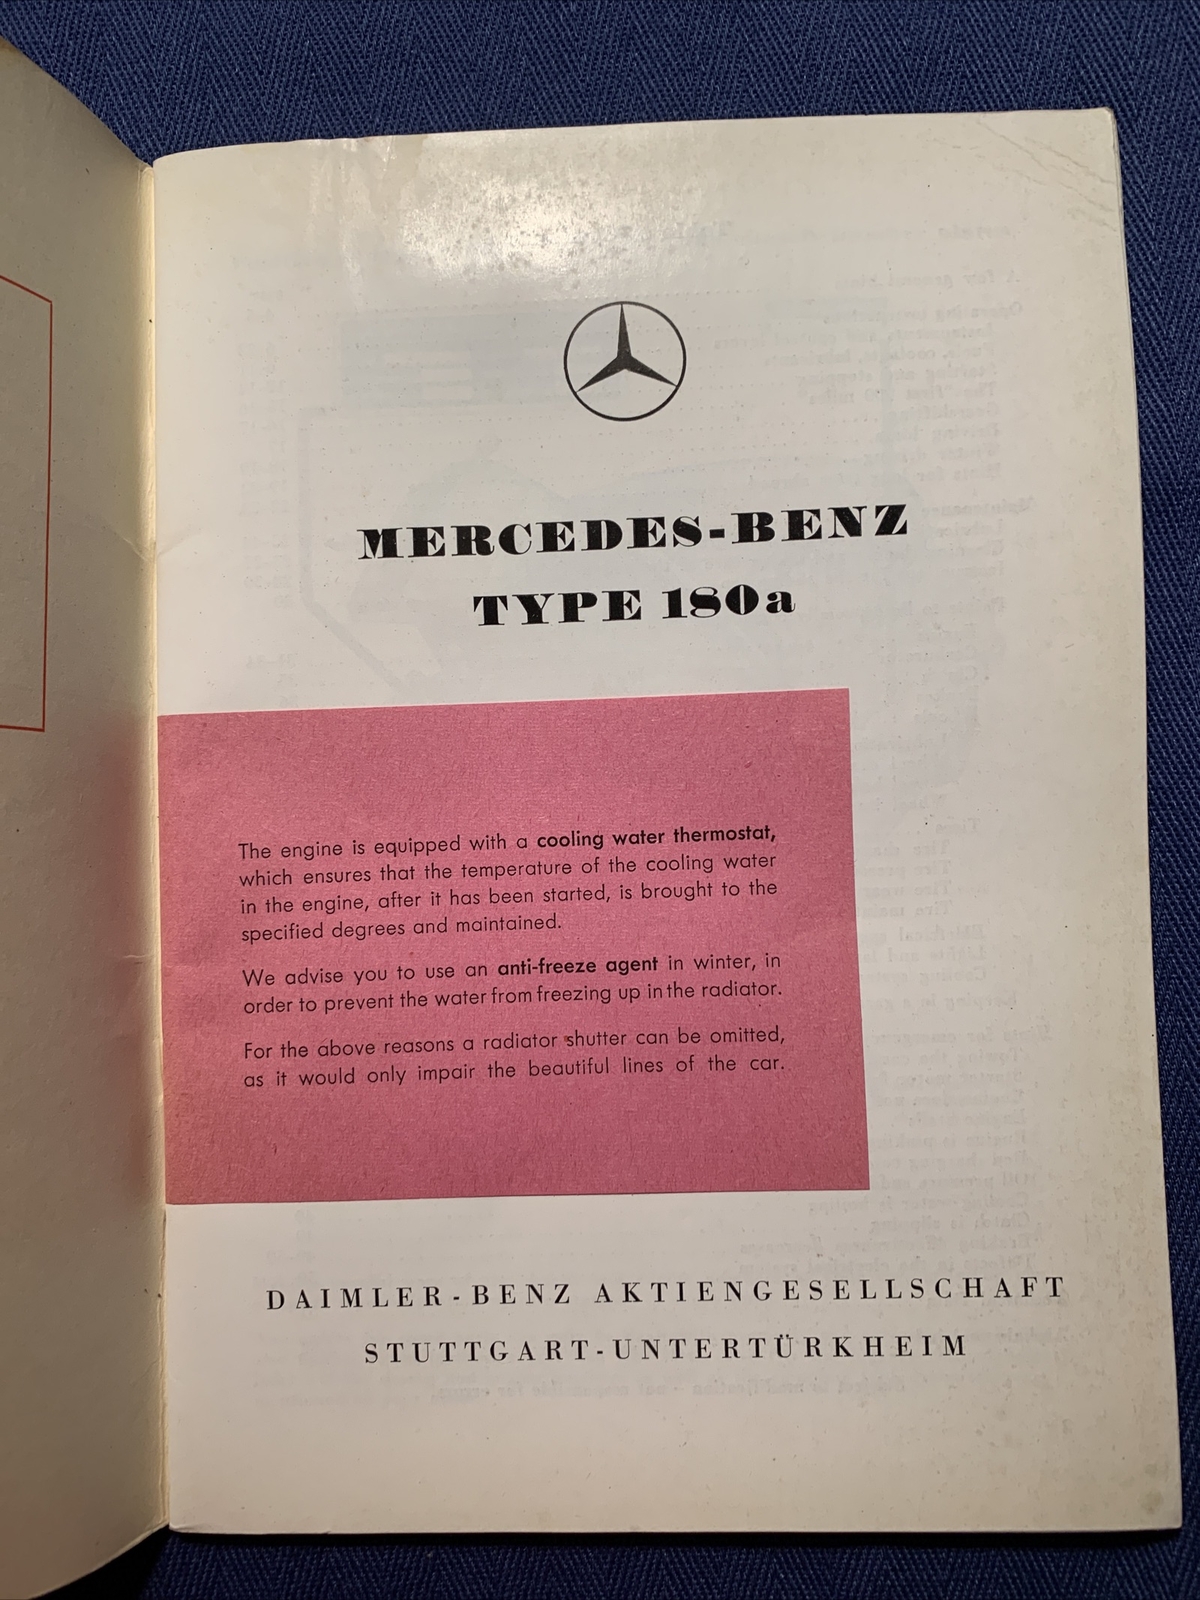 MERCEDES-BENZ
TYPE 180a
The engine is equipped with a cooling water thermostat,
which ensures that the temperature of the cooling water
in the engine, after it has been started, is brought to the
specified degrees and maintained.
We advise you to use an anti-freeze agent in winter, in
order to prevent the water from freezing up in the radiator.
For the above reasons a radiator shutter can be omitted,
as it would only impair the beautiful lines of the car.
DAIMLER-BENZ AKTIENGESELLSCHAFT
STUTTGART-UNTERTÜRKHEIM